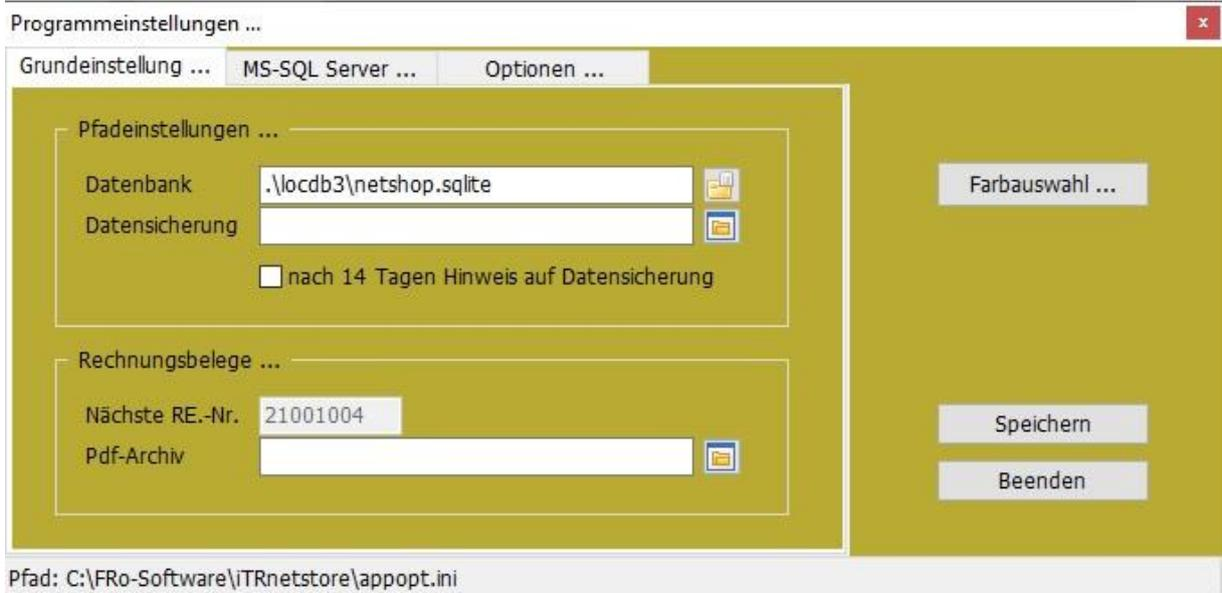 Programmeinstellungen ...
x
Grundeinstellung ... MS-SQL Server ... Optionen ...
Pfadeinstellungen ...
Datenbank .\locdb3\netshop.sqlite
Farbauswahl ...
Datensicherung
nach 14 Tagen Hinweis auf Datensicherung
Rechnungsbelege ...
Nächste RE.-Nr. 21001004
Speichern
Pdf-Archiv
Beenden
Pfad: C:\FRo-Software\iTRnetstore\appopt.ini